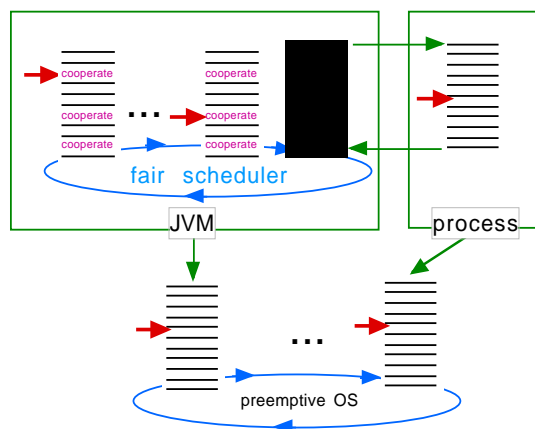 cooperate cooperate
cooperate ... cooperate
cooperate cooperate
fair scheduler
JVM process
...
preemptive OS